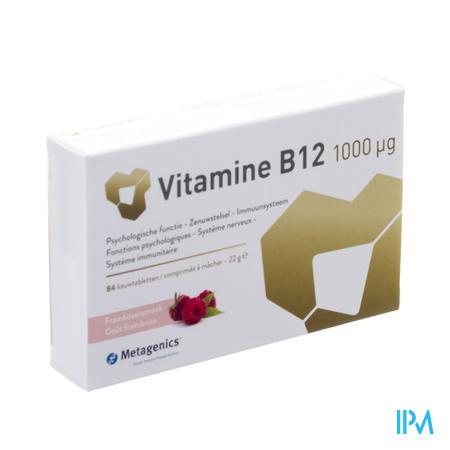 Vitamine B12 1000 µg
Psychologische functie - Zenuwstelsel - Immuunsysteem
Fonctions psychologiques - Système nerveux -
Système immunitaire
84 kauwtabletten / comprimés à mâcher - 22 g ℮
Frambozensmaak
Goût Framboise
Metagenics
IPM